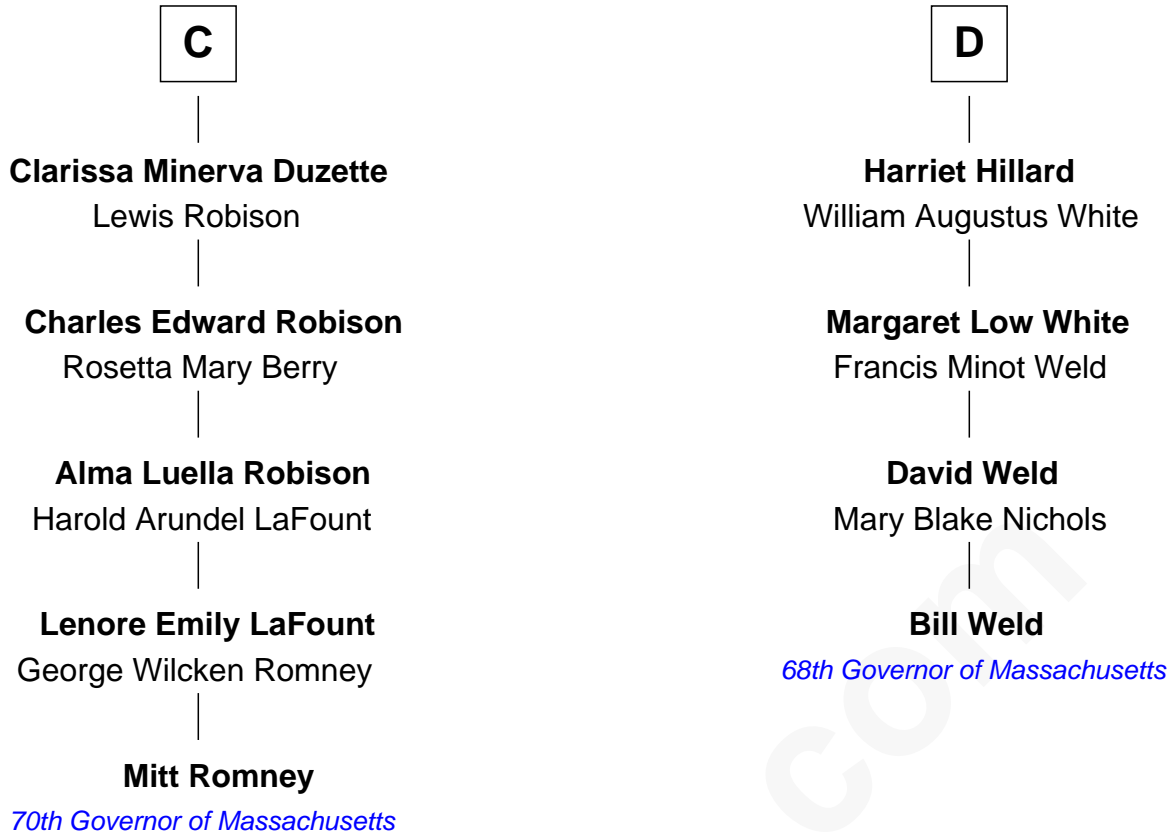 C
Clarissa Minerva Duzette
Lewis Robison
Charles Edward Robison
Rosetta Mary Berry
Alma Luella Robison
Harold Arundel LaFount
Lenore Emily LaFount
George Wilcken Romney
Mitt Romney
70th Governor of Massachusetts
D
Harriet Hillard
William Augustus White
Margaret Low White
Francis Minot Weld
David Weld
Mary Blake Nichols
Bill Weld
68th Governor of Massachusetts
com